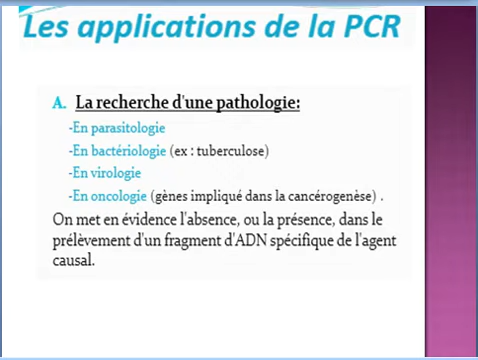 Les applications de la PCR
A. La recherche d'une pathologie:
-En parasitologie
-En bactériologie (ex : tuberculose)
-En virologie
-En oncologie (gènes impliqué dans la cancérogenèse) .
On met en évidence l'absence, ou la présence, dans le
prélèvement d'un fragment d'ADN spécifique de l'agent
causal.